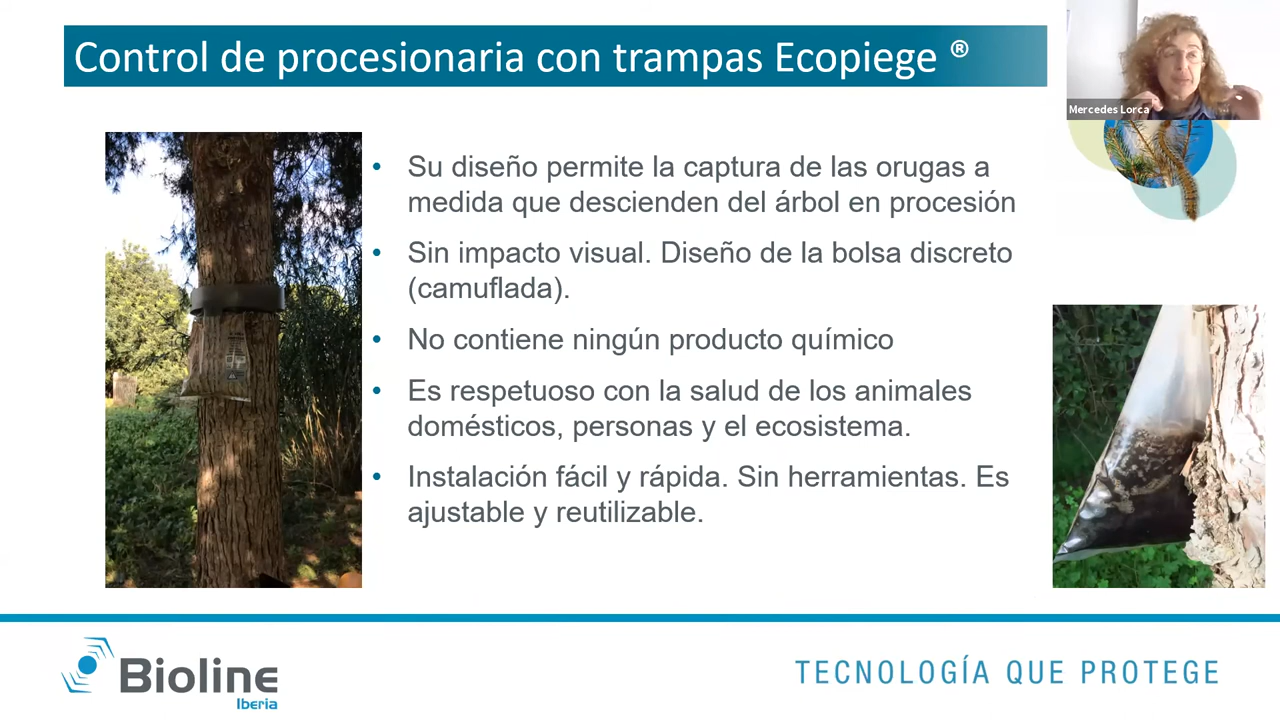 Control de procesionaria con trampas Ecopiege ®
Mercedes Lorca
• Su diseño permite la captura de las orugas a
medida que descienden del árbol en procesión
• Sin impacto visual. Diseño de la bolsa discreto
(camuflada).
• No contiene ningún producto químico
• Es respetuoso con la salud de los animales
domésticos, personas y el ecosistema.
• Instalación fácil y rápida. Sin herramientas. Es
ajustable y reutilizable.
Bioline
Iberia
TECNOLOGÍA QUE PROTEGE